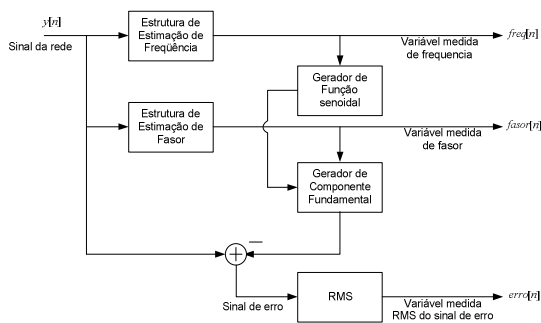 y[n]
Sinal da rede
Estrutura de
Estimação de
Freqüência
freq[n]
Variável medida
de frequencia
Gerador de
Função
senoidal
Estrutura de
Estimação de
Fasor
fasor[n]
Variável medida
de fasor
Gerador de
Componente
Fundamental
—
+
Sinal de erro
RMS
erro[n]
Variável medida
RMS do sinal de erro